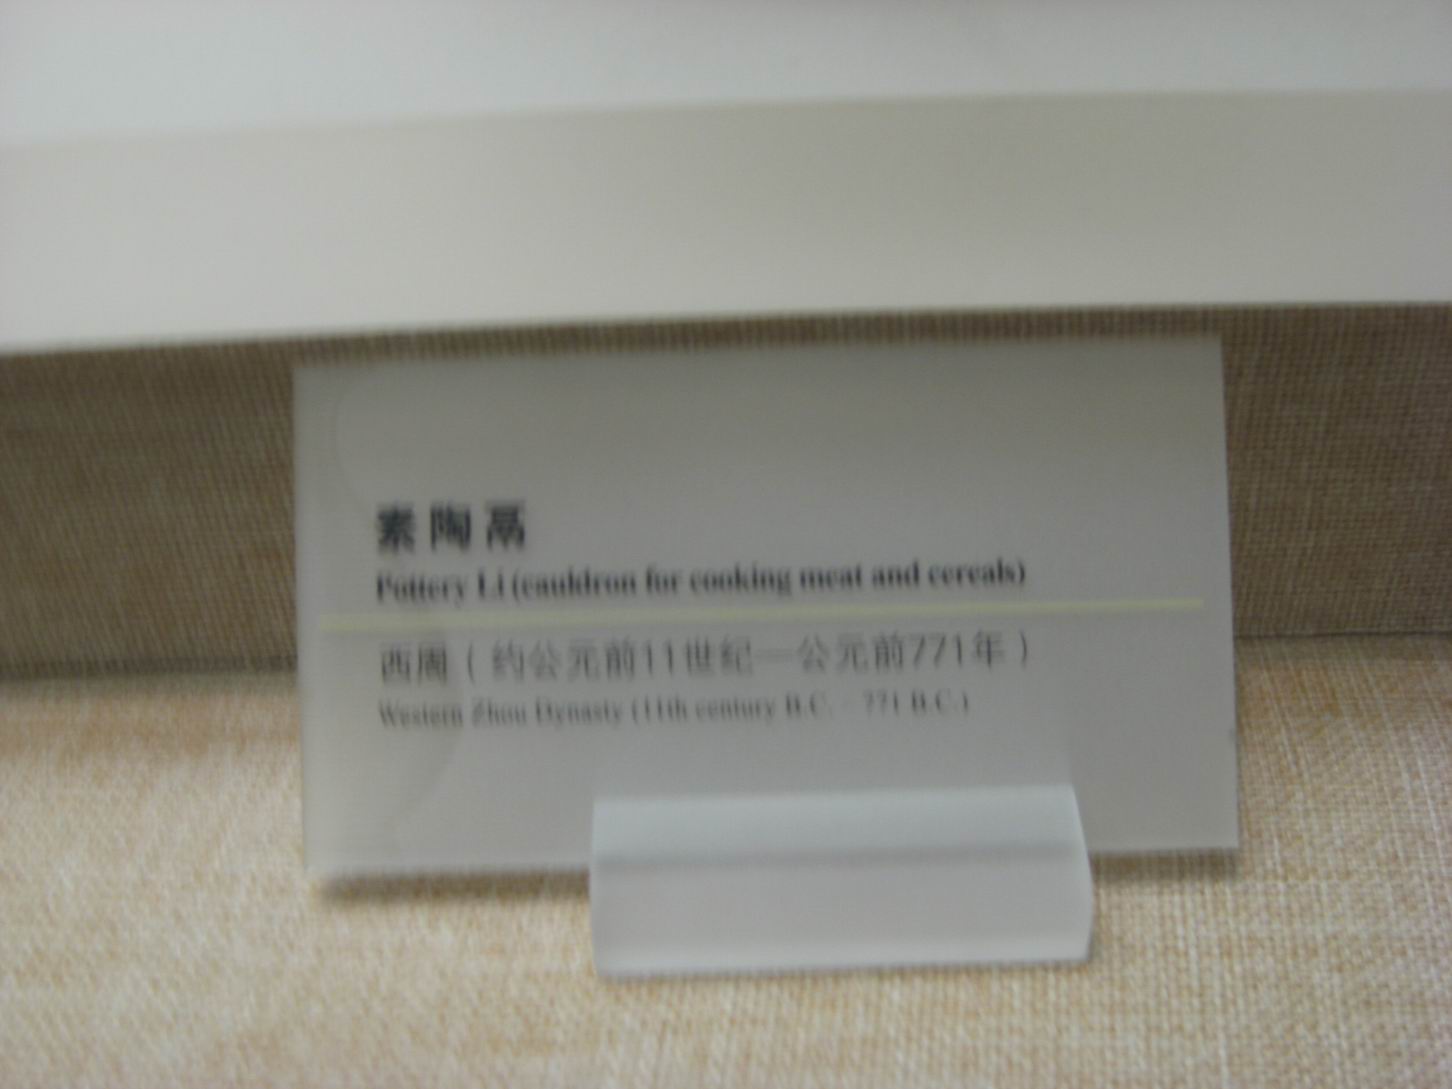 素陶鬲
Pottery Li (cauldron for cooking meat and cereals)
西周（约公元前11世纪—公元前771年）
Western Zhou Dynasty (11th century B.C. - 771 B.C.)